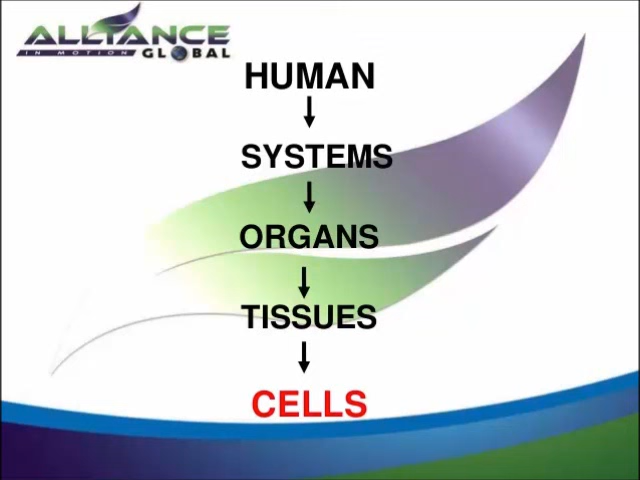 ALLIANCE
IN MOTION GLOBAL
HUMAN
SYSTEMS
ORGANS
TISSUES
CELLS